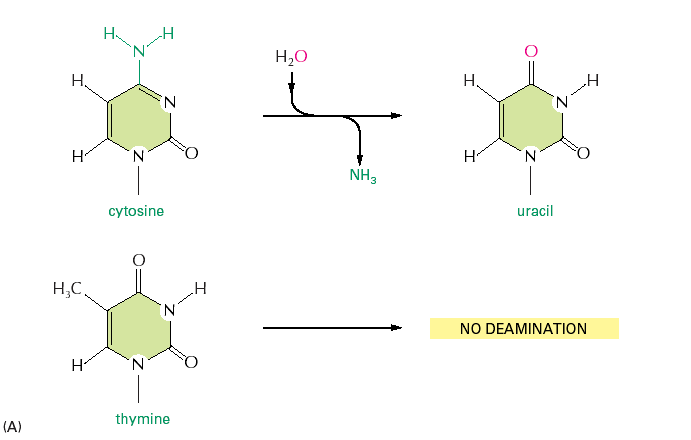 H N H
H
N
H N O
cytosine
H₂O
NH₃
O
H N H
H N O
uracil
O
H₃C N H
H N O
thymine
NO DEAMINATION
(A)